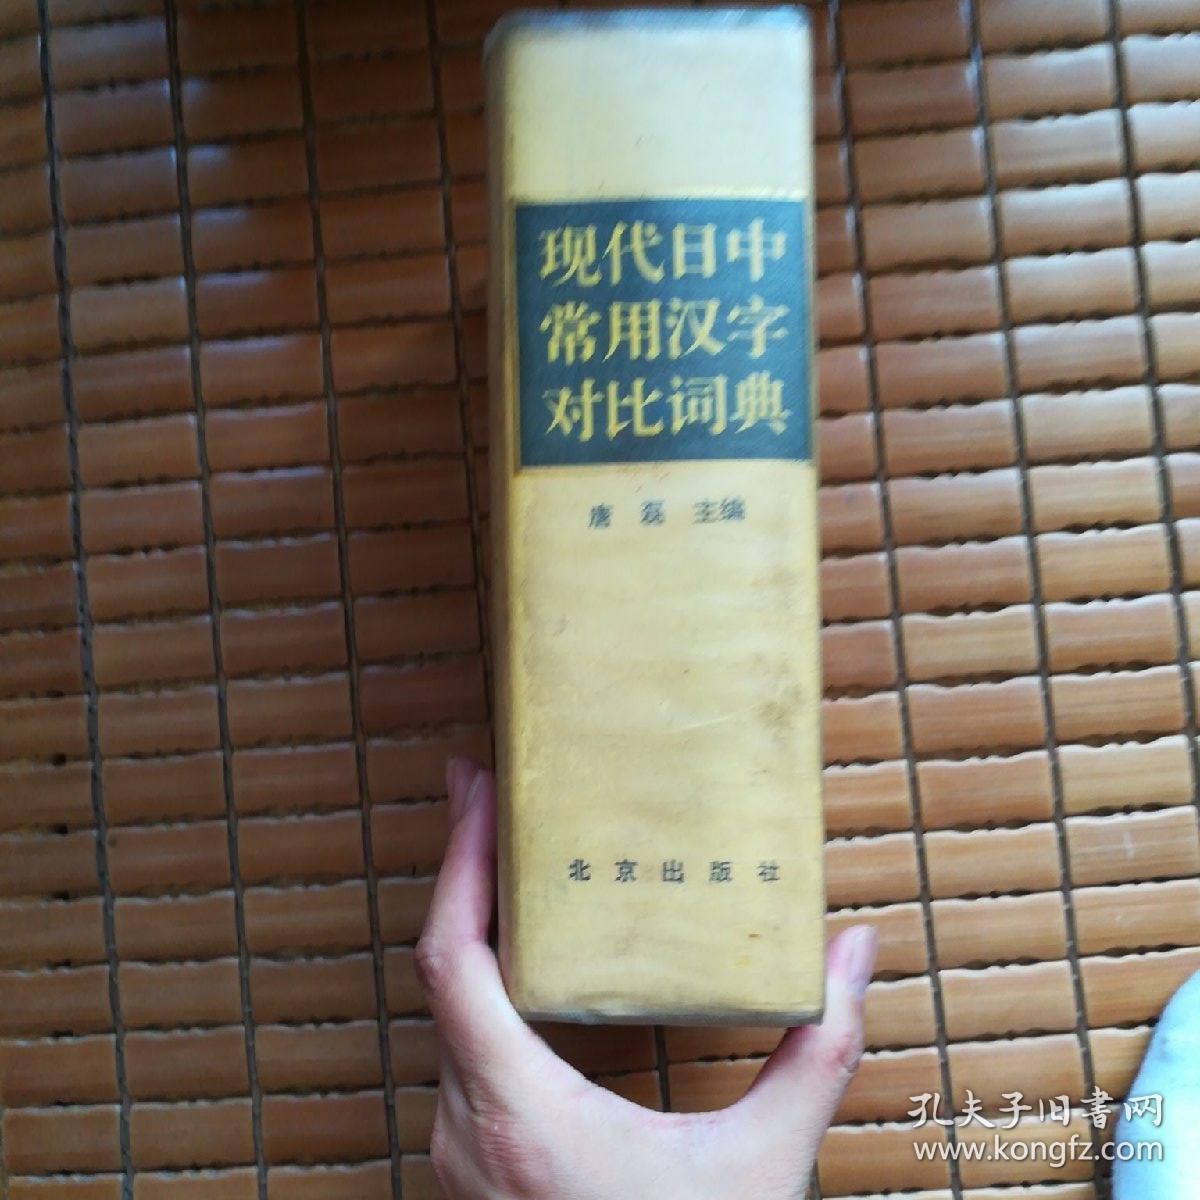 现代日中
常用汉字
对比词典
唐磊 主编
北京出版社
孔夫子旧書网
www.kongfz.com